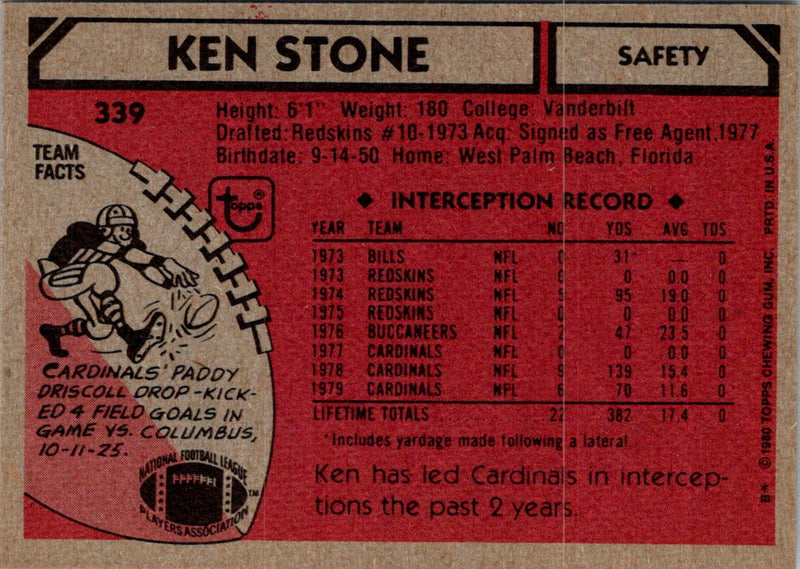 KEN STONE
SAFETY
339
Height: 6'1" Weight: 180 College: Vanderbilt
Drafted: Redskins #10-1973 Acq: Signed as Free Agent, 1977
Birthdate: 9-14-50 Home: West Palm Beach, Florida
TEAM
FACTS
topps®
◆ INTERCEPTION RECORD ◆
YEAR TEAM NO YDS AVG TDS
1973 BILLS NFL 0 31* — 0
1973 REDSKINS NFL 0 0 0.0 0
1974 REDSKINS NFL 5 95 19.0 0
1975 REDSKINS NFL 0 0 0.0 0
1976 BUCCANEERS NFL 2 47 23.5 0
1977 CARDINALS NFL 0 0 0.0 0
1978 CARDINALS NFL 9 139 15.4 0
1979 CARDINALS NFL 6 70 11.6 0
LIFETIME TOTALS 22 382 17.4 0
*Includes yardage made following a lateral
Ken has led Cardinals in intercep-
tions the past 2 years.
CARDINALS' PADDY
DRISCOLL DROP-KICK-
ED 4 FIELD GOALS IN
GAME VS. COLUMBUS,
10-11-25.
NATIONAL FOOTBALL LEAGUE
PLAYERS ASSOCIATION
™
B* © 1980 TOPPS CHEWING GUM, INC. PRTD. IN U.S.A.